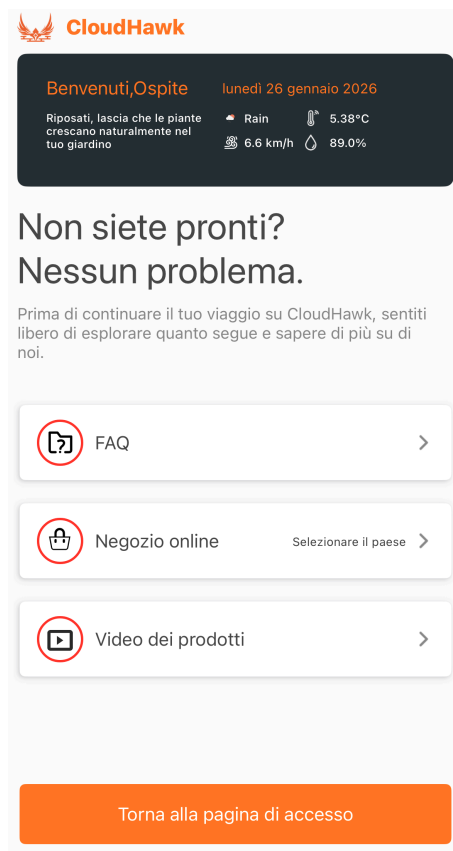 CloudHawk
Benvenuti,Ospite
lunedì 26 gennaio 2026
Riposati, lascia che le piante
crescano naturalmente nel
tuo giardino
Rain
5.38°C
6.6 km/h
89.0%
Non siete pronti?
Nessun problema.
Prima di continuare il tuo viaggio su CloudHawk, sentiti
libero di esplorare quanto segue e sapere di più su di
noi.
FAQ
Negozio online
Selezionare il paese
Video dei prodotti
Torna alla pagina di accesso